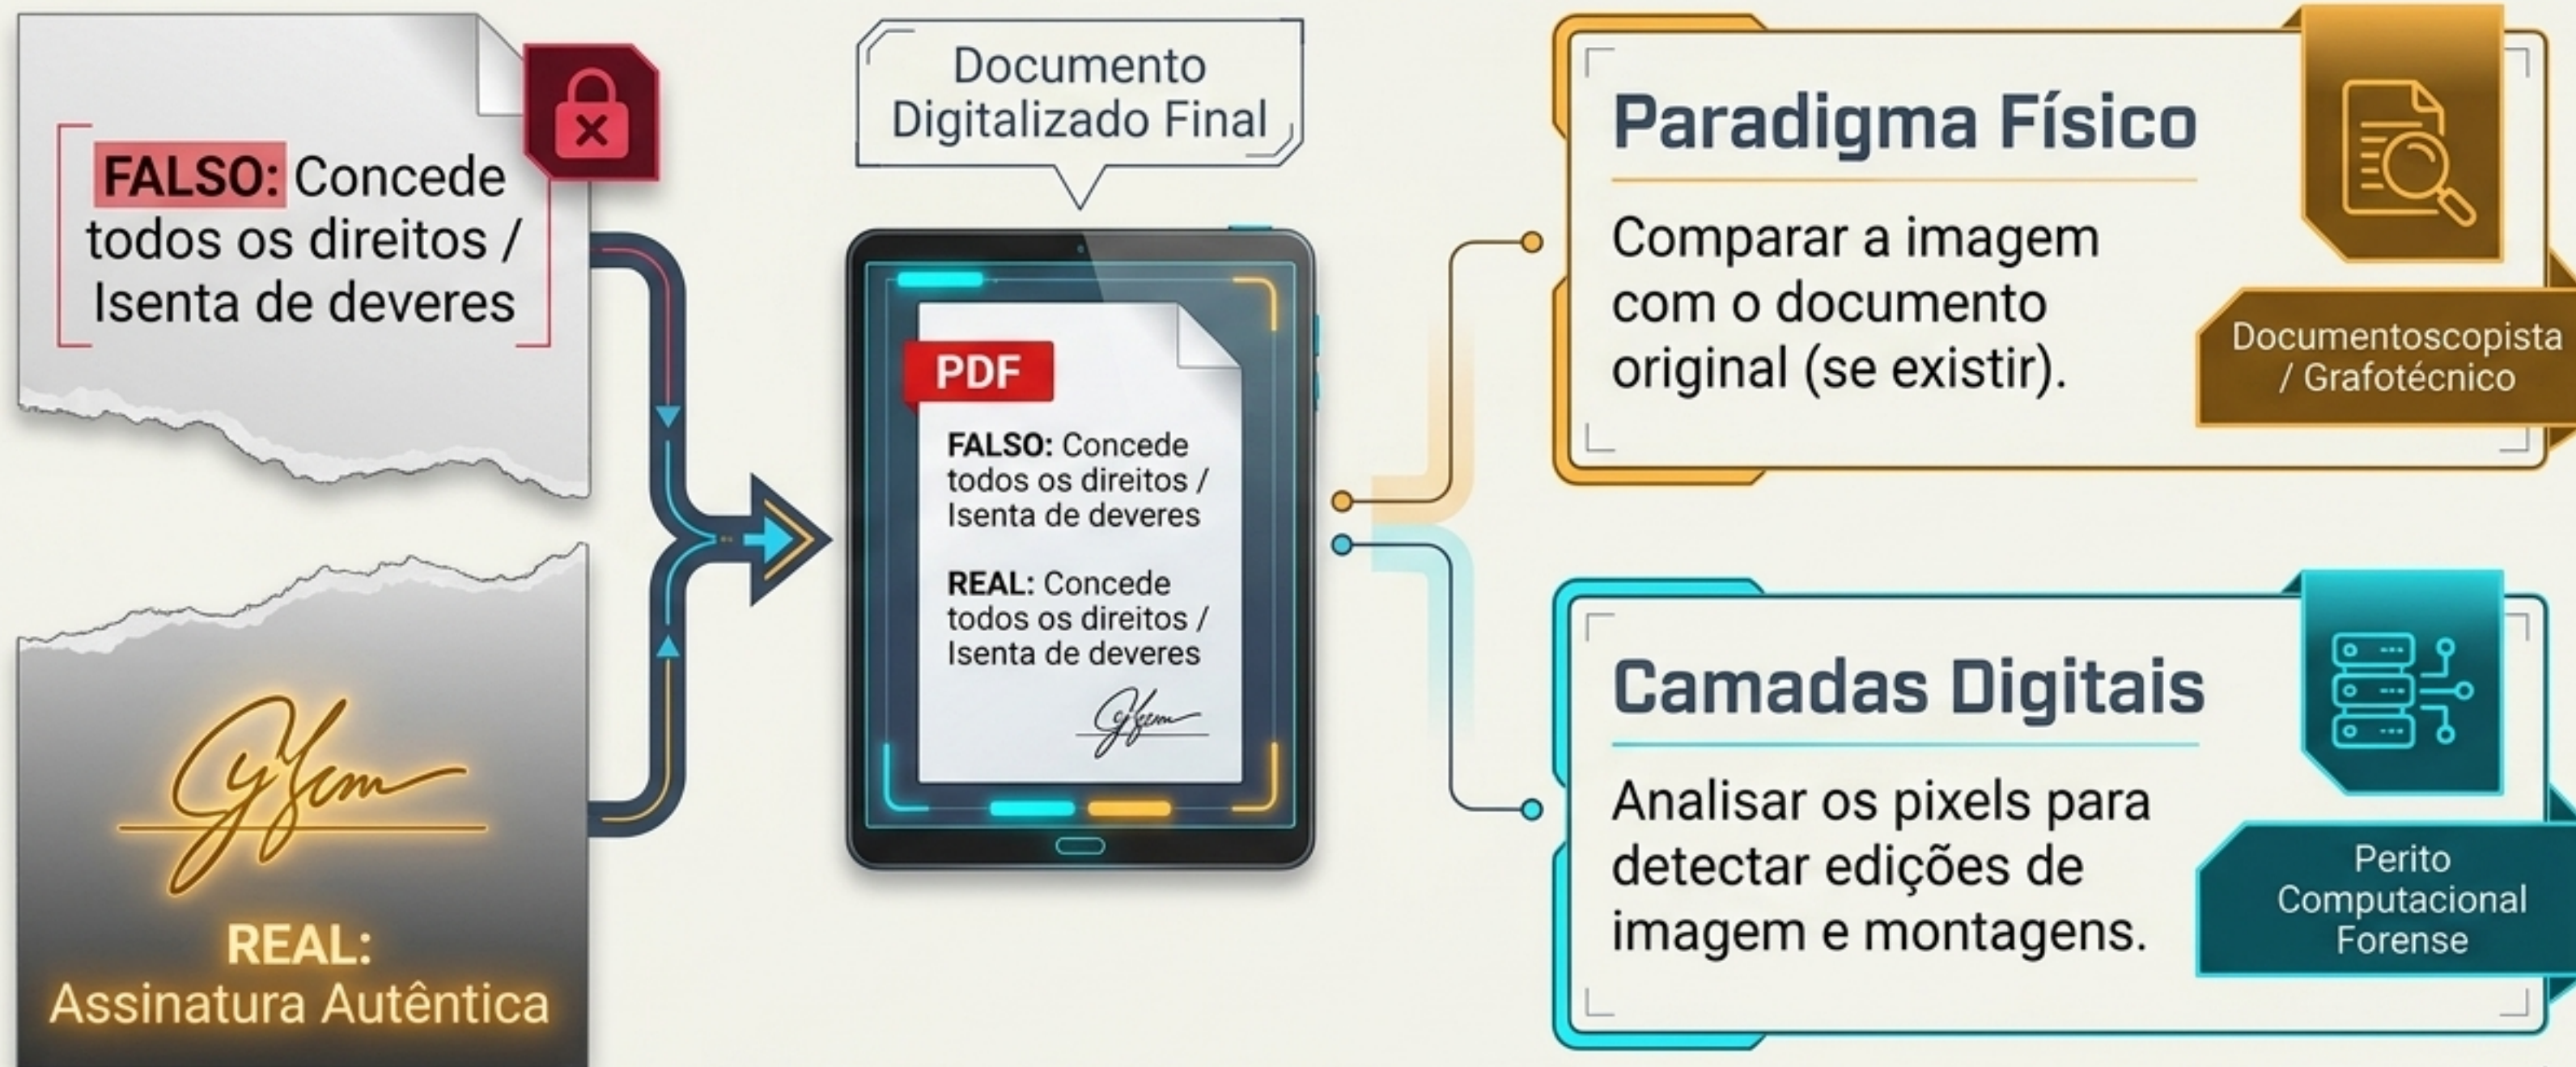 FALSO: Concede
todos os direitos /
Isenta de deveres
REAL:
Assinatura Autêntica
Documento
Digitalizado Final
PDF
FALSO: Concede
todos os direitos /
Isenta de deveres
REAL: Concede
todos os direitos /
Isenta de deveres
Paradigma Físico
Comparar a imagem
com o documento
original (se existir).
Documentoscopista
/ Grafotécnico
Camadas Digitais
Analisar os pixels para
detectar edições de
imagem e montagens.
Perito
Computacional
Forense